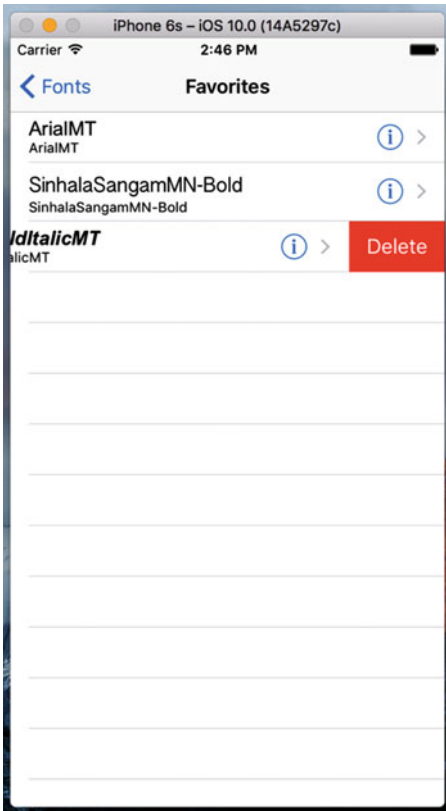 iPhone 6s – iOS 10.0 (14A5297c)
Carrier 2:46 PM
Fonts Favorites
ArialMT
ArialMT
SinhalaSangamMN-Bold
SinhalaSangamMN-Bold
ldItalicMT
alicMT
Delete